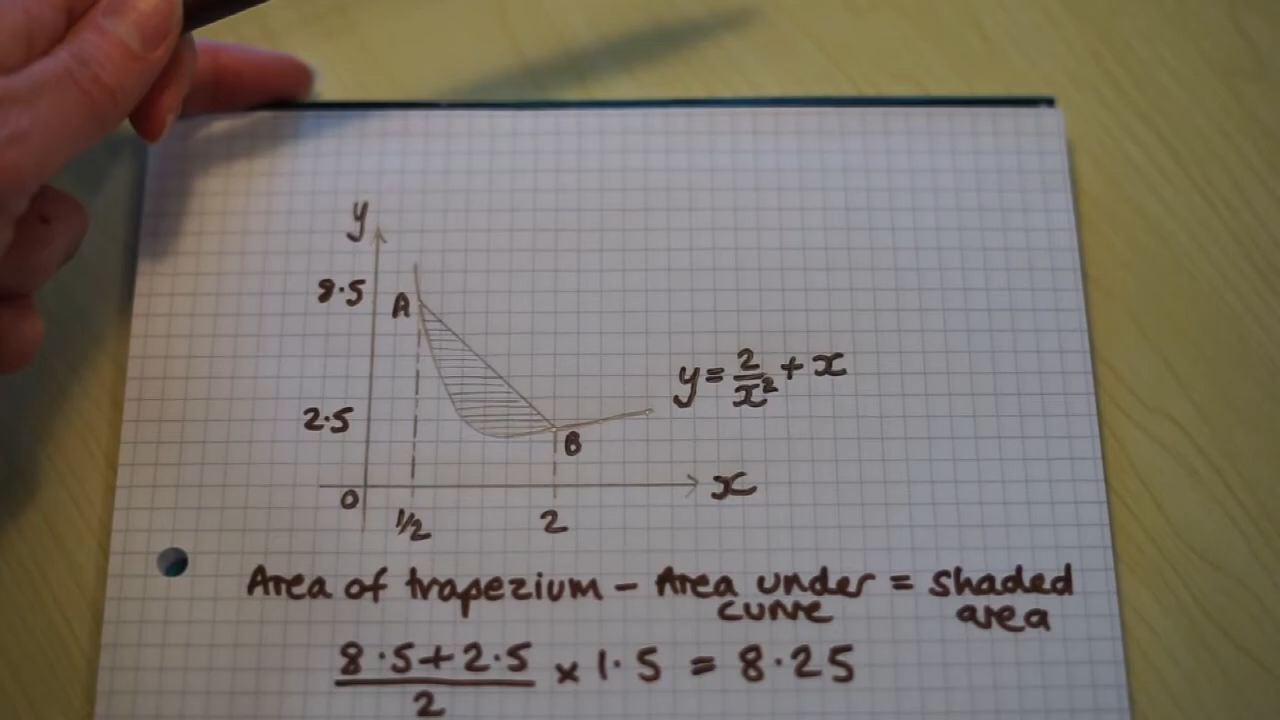 y
8.5
A
y = 2/x² + x
2.5
B
0
x
1/2
2
Area of trapezium - Area under curve = shaded area
8.5+2.5/2 × 1.5 = 8.25